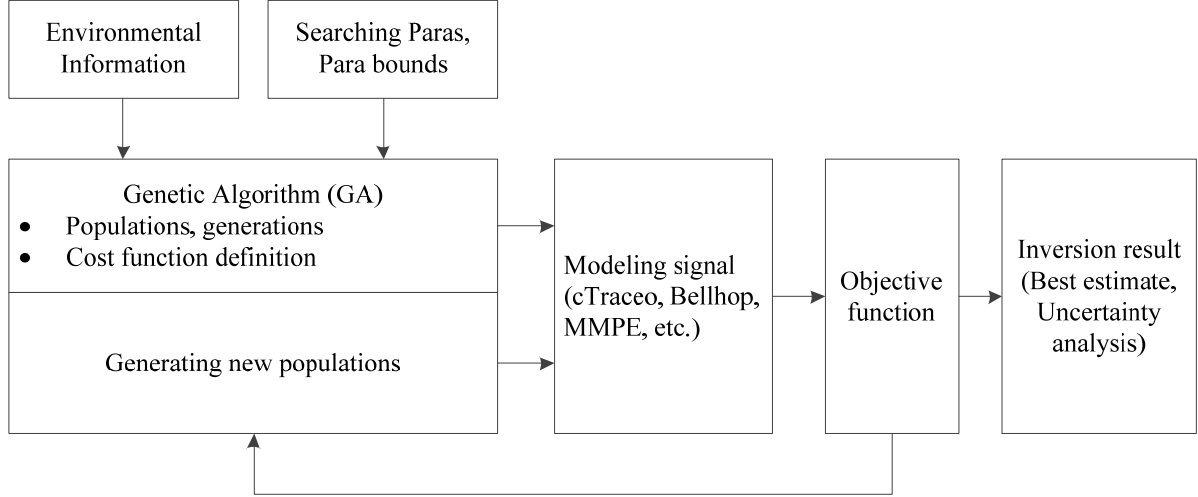 Environmental
Information
Searching Paras,
Para bounds
Genetic Algorithm (GA)
● Populations, generations
● Cost function definition
Generating new populations
Modeling signal
(cTraceo, Bellhop,
MMPE, etc.)
Objective
function
Inversion result
(Best estimate,
Uncertainty
analysis)